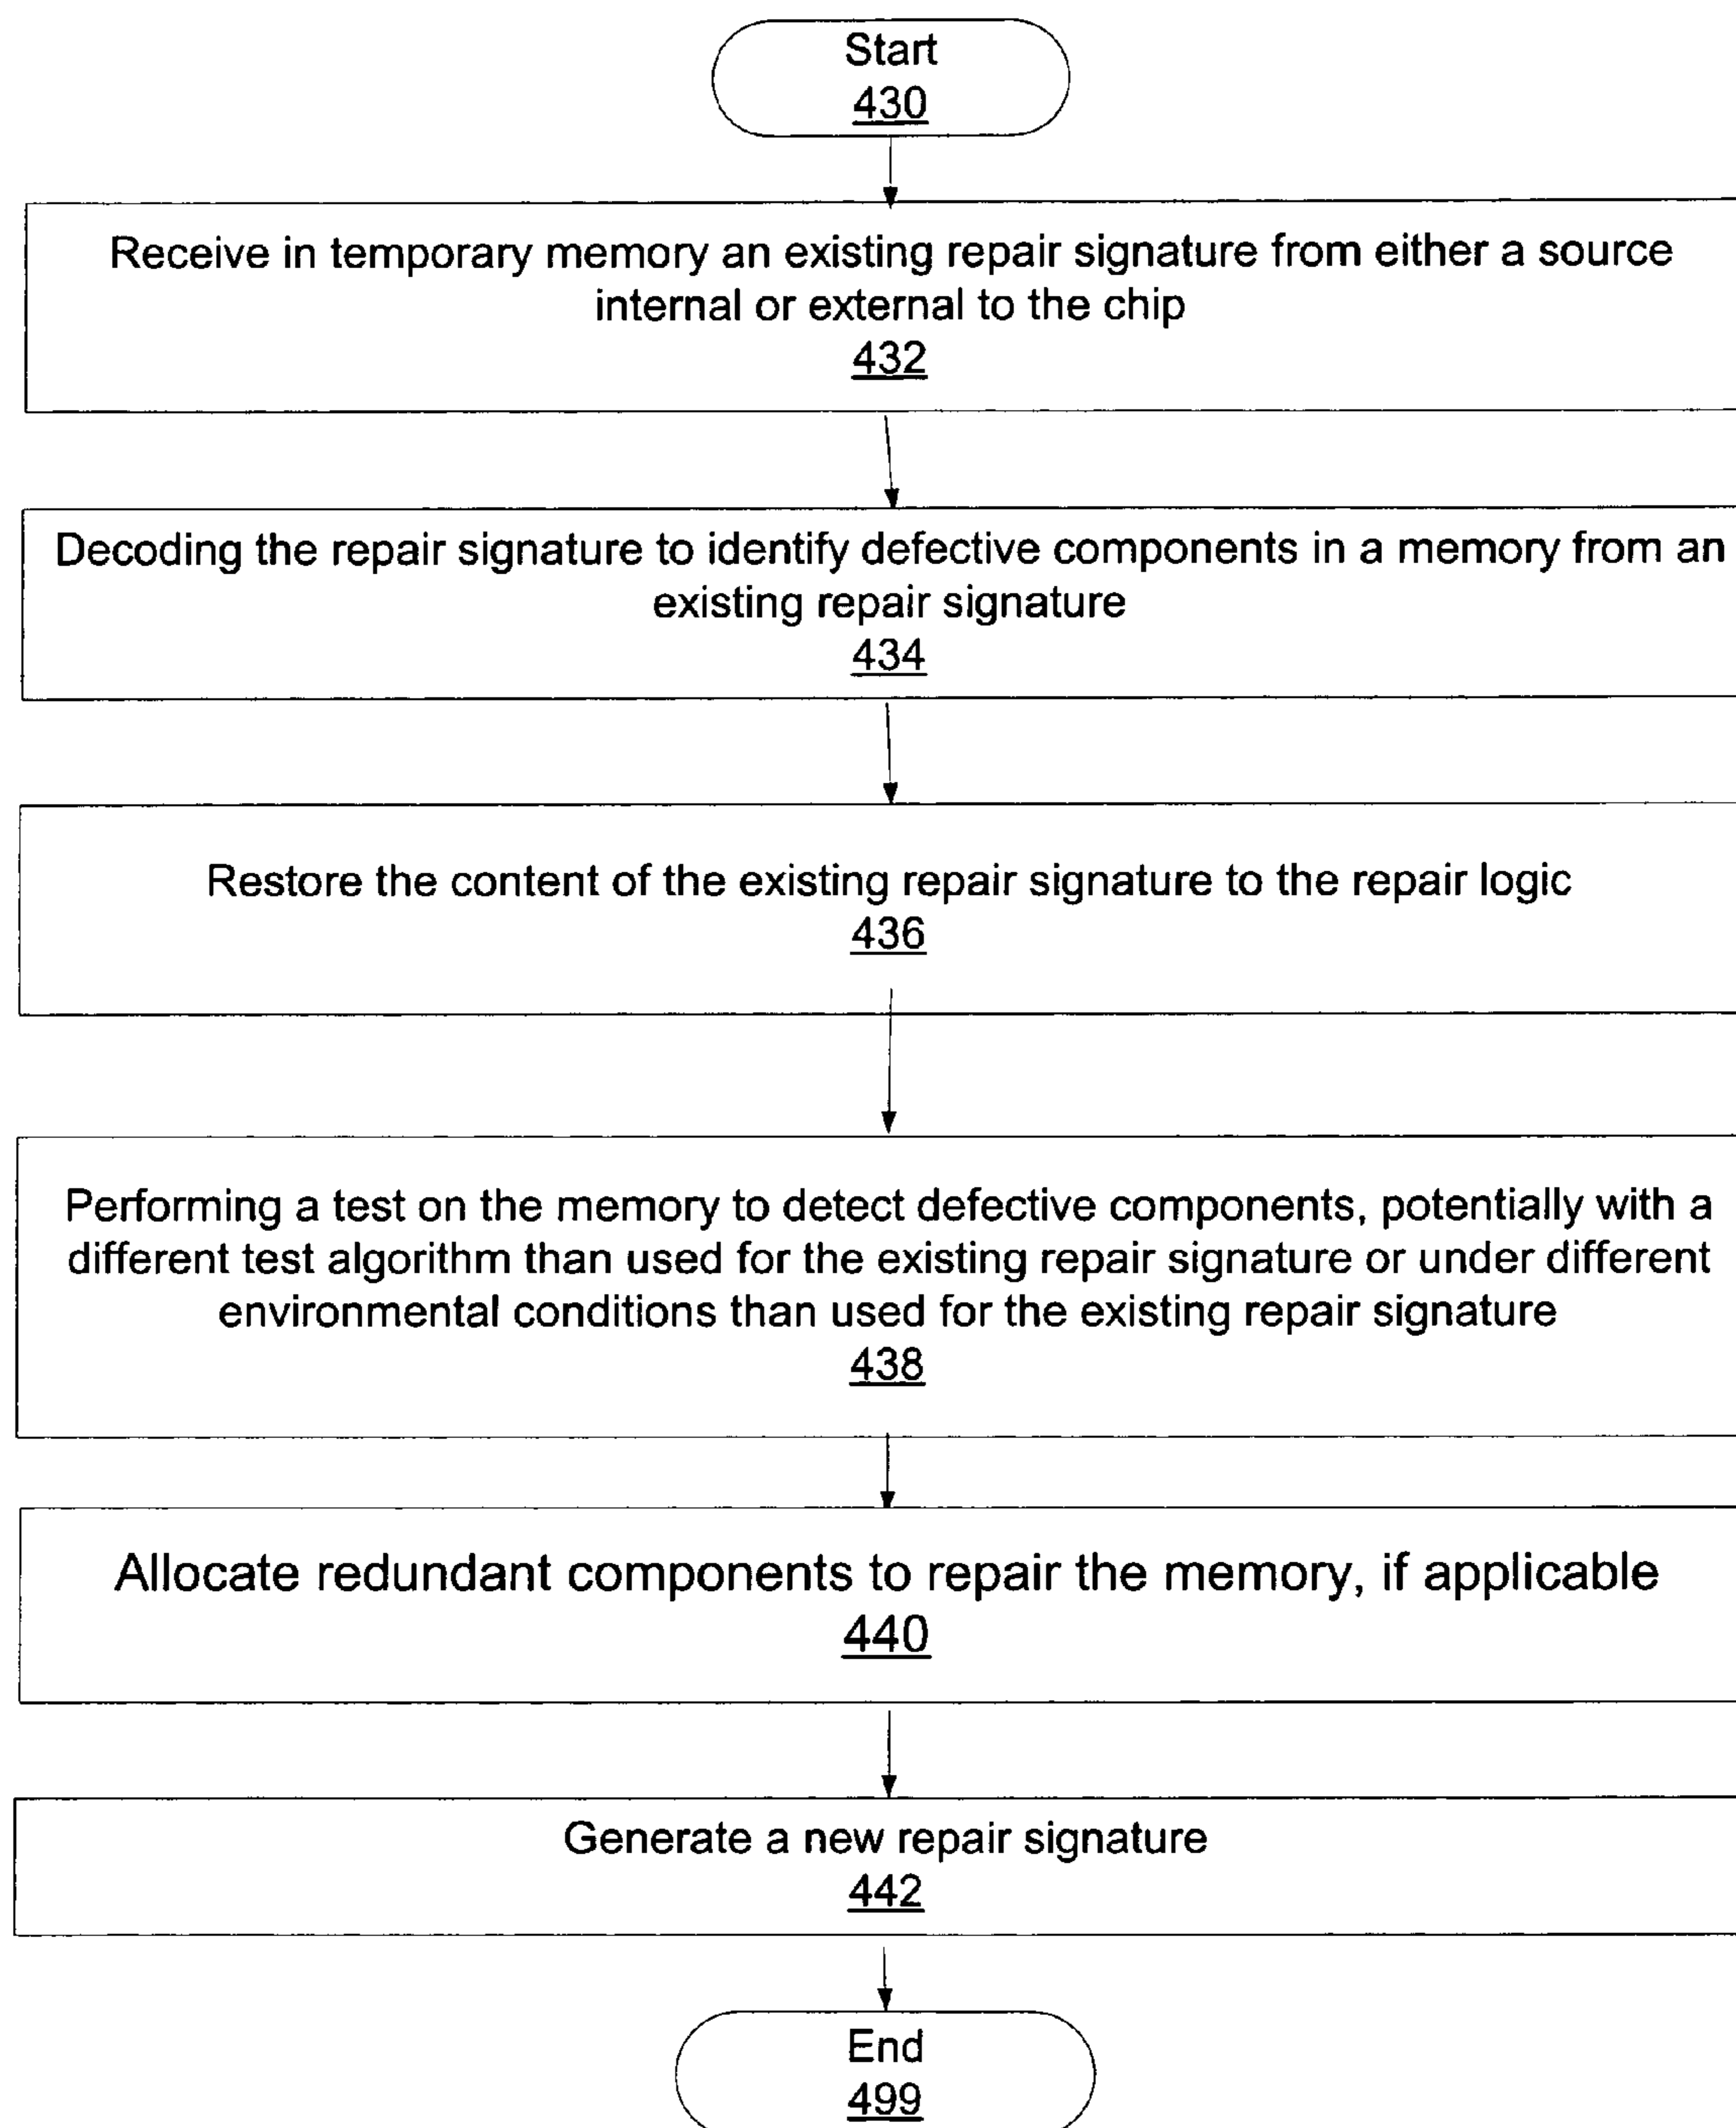 Start
430
Receive in temporary memory an existing repair signature from either a source
internal or external to the chip
432
Decoding the repair signature to identify defective components in a memory from an
existing repair signature
434
Restore the content of the existing repair signature to the repair logic
436
Performing a test on the memory to detect defective components, potentially with a
different test algorithm than used for the existing repair signature or under different
environmental conditions than used for the existing repair signature
438
Allocate redundant components to repair the memory, if applicable
440
Generate a new repair signature
442
End
499